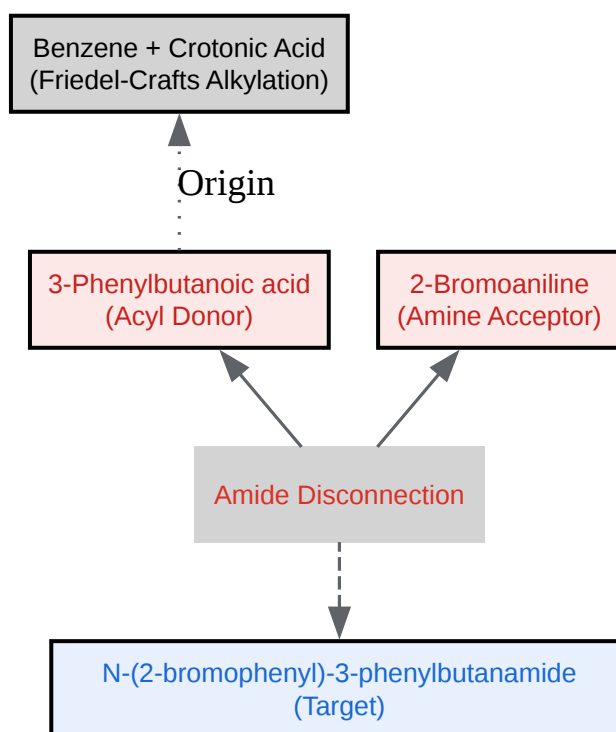 Benzene + Crotonic Acid
(Friedel-Crafts Alkylation)
Origin
3-Phenylbutanoic acid
(Acyl Donor)
2-Bromoaniline
(Amine Acceptor)
Amide Disconnection
N-(2-bromophenyl)-3-phenylbutanamide
(Target)